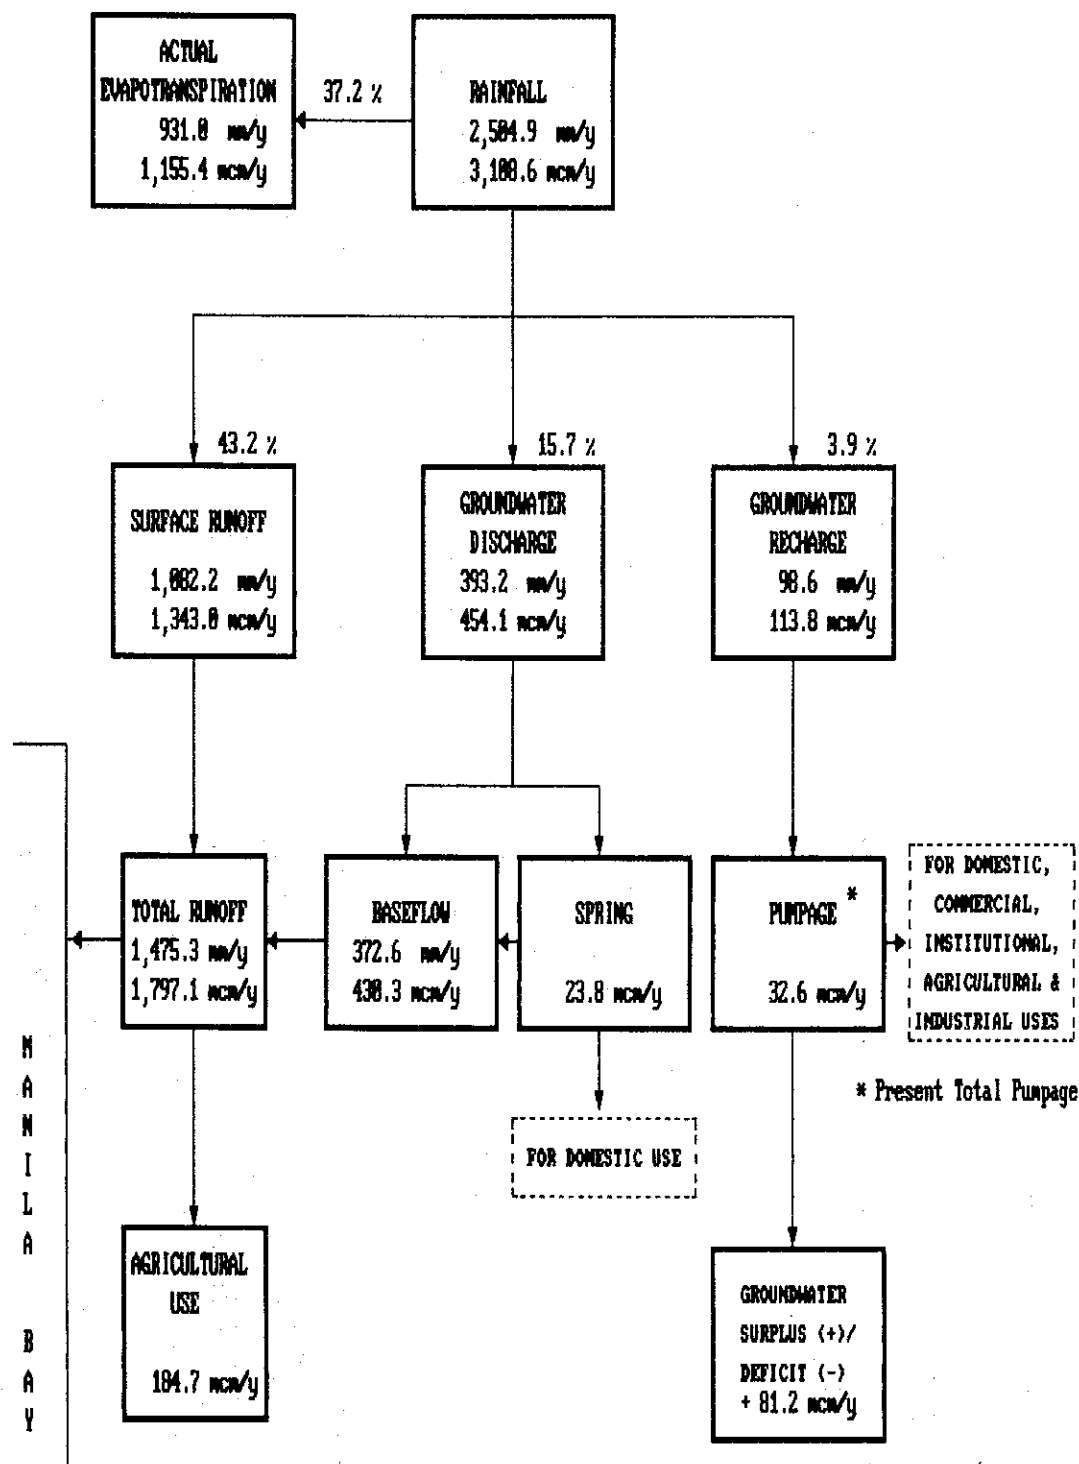 ACTUAL
EVAPOTRANSPIRATION
931.0 mm/y
1,155.4 mcm/y
37.2 %
RAINFALL
2,504.9 mm/y
3,108.6 mcm/y
43.2 %
15.7 %
3.9 %
SURFACE RUNOFF
1,082.2 mm/y
1,343.0 mcm/y
GROUNDWATER
DISCHARGE
393.2 mm/y
454.1 mcm/y
GROUNDWATER
RECHARGE
98.6 mm/y
113.8 mcm/y
TOTAL RUNOFF
1,475.3 mm/y
1,797.1 mcm/y
BASEFLOW
372.6 mm/y
430.3 mcm/y
SPRING
23.8 mcm/y
PUMPAGE *
32.6 mcm/y
FOR DOMESTIC,
COMMERCIAL,
INSTITUTIONAL,
AGRICULTURAL &
INDUSTRIAL USES
* Present Total Pumpage
FOR DOMESTIC USE
MANILA BAY
AGRICULTURAL
USE
104.7 mcm/y
GROUNDWATER
SURPLUS (+)/
DEFICIT (-)
+ 81.2 mcm/y